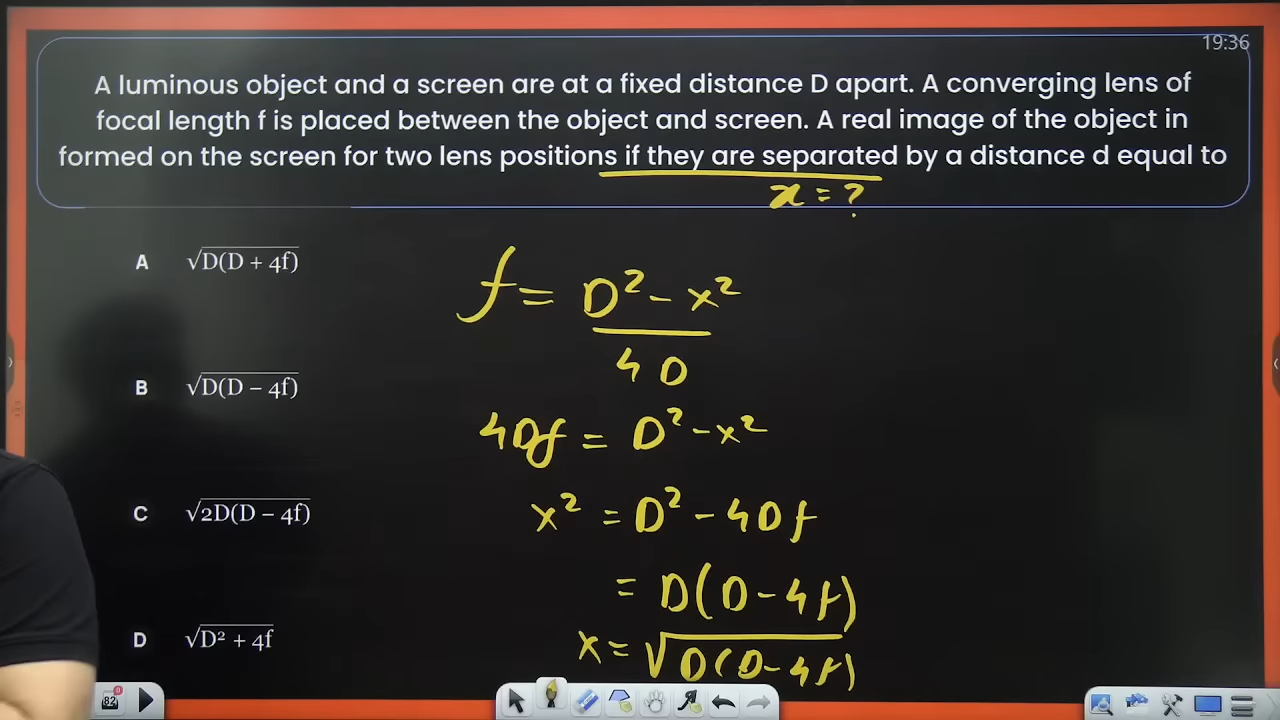 19:36
A luminous object and a screen are at a fixed distance D apart. A converging lens of
focal length f is placed between the object and screen. A real image of the object in
formed on the screen for two lens positions if they are separated by a distance d equal to
x = ?
A √D(D + 4f)
B √D(D − 4f)
C √2D(D − 4f)
D √D² + 4f
f = D² - x²
4D
4Df = D² - x²
x² = D² - 4Df
= D(D - 4f)
x = √D(D - 4f)
82